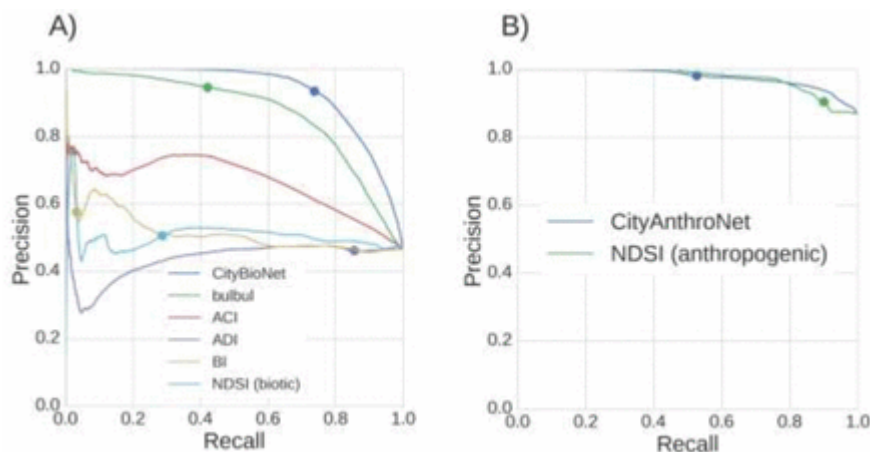 A)
B)
1.0
0.8
0.6
0.4
0.2
0.0
Precision
CityBioNet
bulbul
ACI
ADI
BI
NDSI (biotic)
0.0
0.2
0.4
0.6
0.8
1.0
Recall
1.0
0.8
0.6
0.4
0.2
0.0
Precision
CityAnthroNet
NDSI (anthropogenic)
0.0
0.2
0.4
0.6
0.8
1.0
Recall